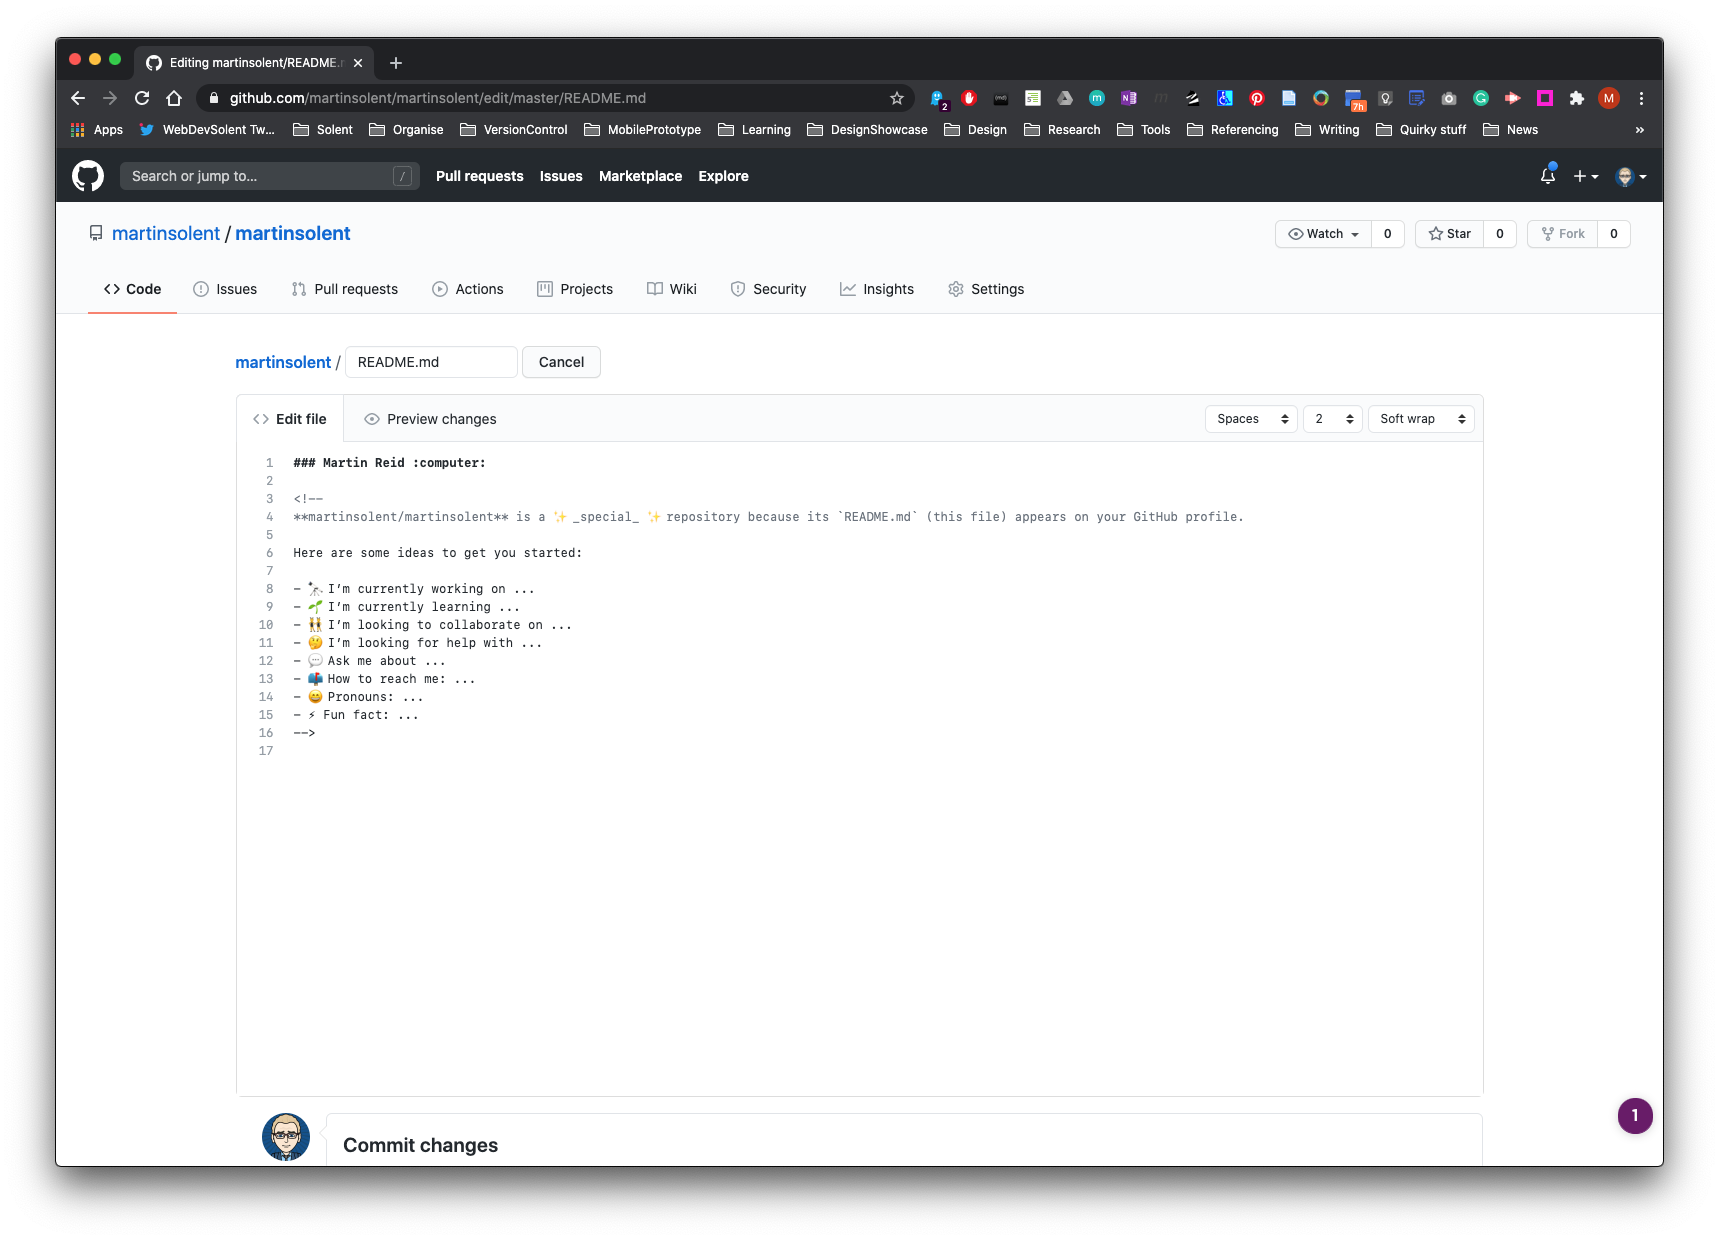 Editing martinsolent/README.m
github.com/martinsolent/martinsolent/edit/master/README.md
2
7h
M
Apps
WebDevSolent Tw...
Solent
Organise
VersionControl
MobilePrototype
Learning
DesignShowcase
Design
Research
Tools
Referencing
Writing
Quirky stuff
News
»
Search or jump to...
/
Pull requests
Issues
Marketplace
Explore
martinsolent / martinsolent
Watch 0
Star 0
Fork 0
Code
Issues
Pull requests
Actions
Projects
Wiki
Security
Insights
Settings
martinsolent / README.md
Cancel
Edit file
Preview changes
Spaces
2
Soft wrap
1 ### Martin Reid :computer:
2
3 <!--
4 **martinsolent/martinsolent** is a ✨ _special_ ✨ repository because its `README.md` (this file) appears on your GitHub profile.
5
6 Here are some ideas to get you started:
7
8 - 🔭 I’m currently working on ...
9 - 🌱 I’m currently learning ...
10 - 👯 I’m looking to collaborate on ...
11 - 🤔 I’m looking for help with ...
12 - 💬 Ask me about ...
13 - 📫 How to reach me: ...
14 - 😄 Pronouns: ...
15 - ⚡ Fun fact: ...
16 -->
17
1
Commit changes